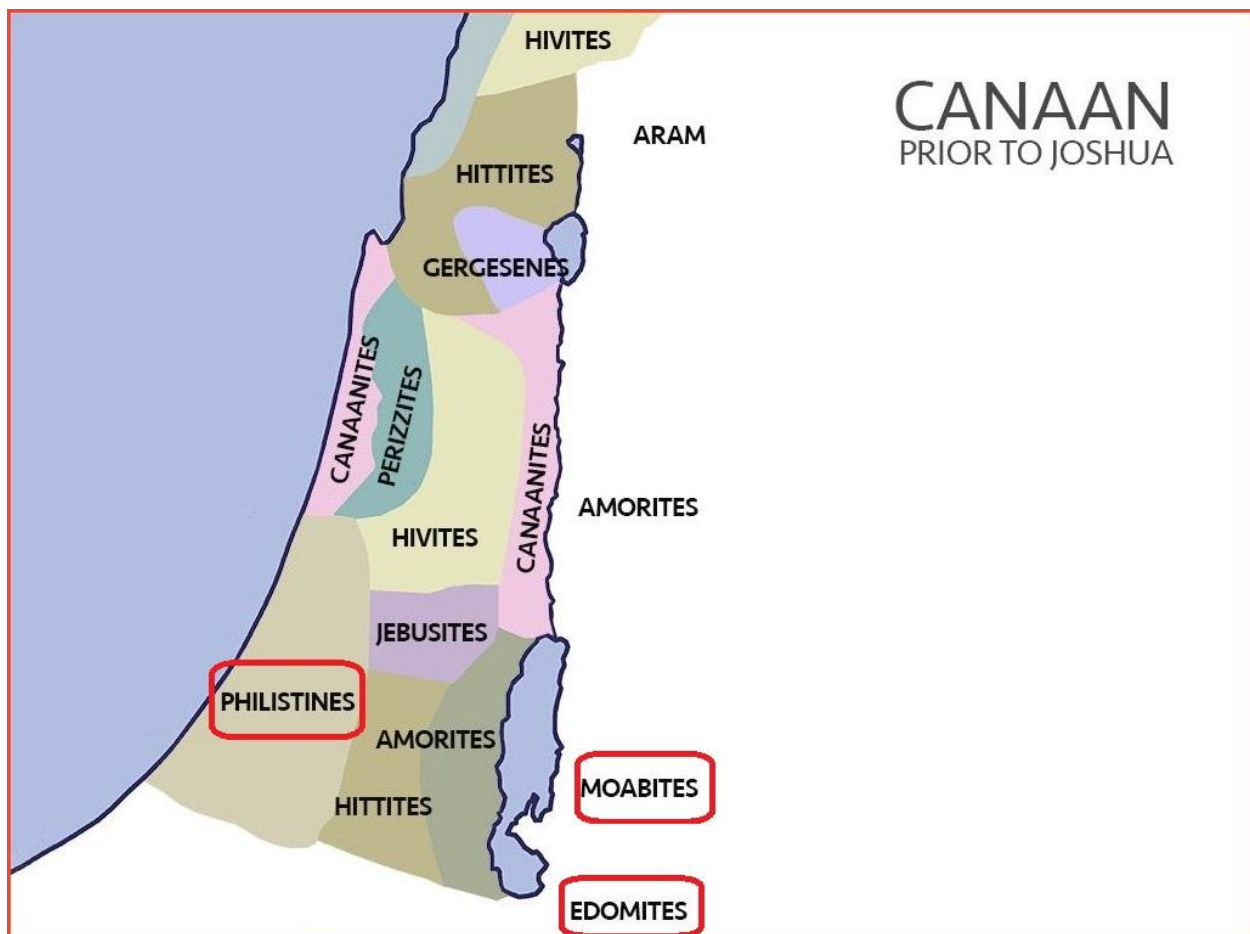 HIVITES
CANAAN
PRIOR TO JOSHUA
ARAM
HITTITES
GERGESENES
CANAANITES
PERIZZITES
CANAANITES
AMORITES
HIVITES
JEBUSITES
PHILISTINES
AMORITES
MOABITES
HITTITES
EDOMITES